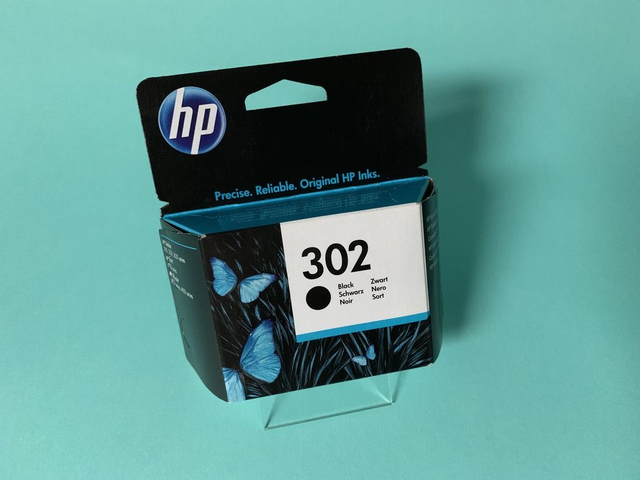 hp
Precise. Reliable. Original HP Inks.
302
Black Zwart
Schwarz Nero
Noir Sort